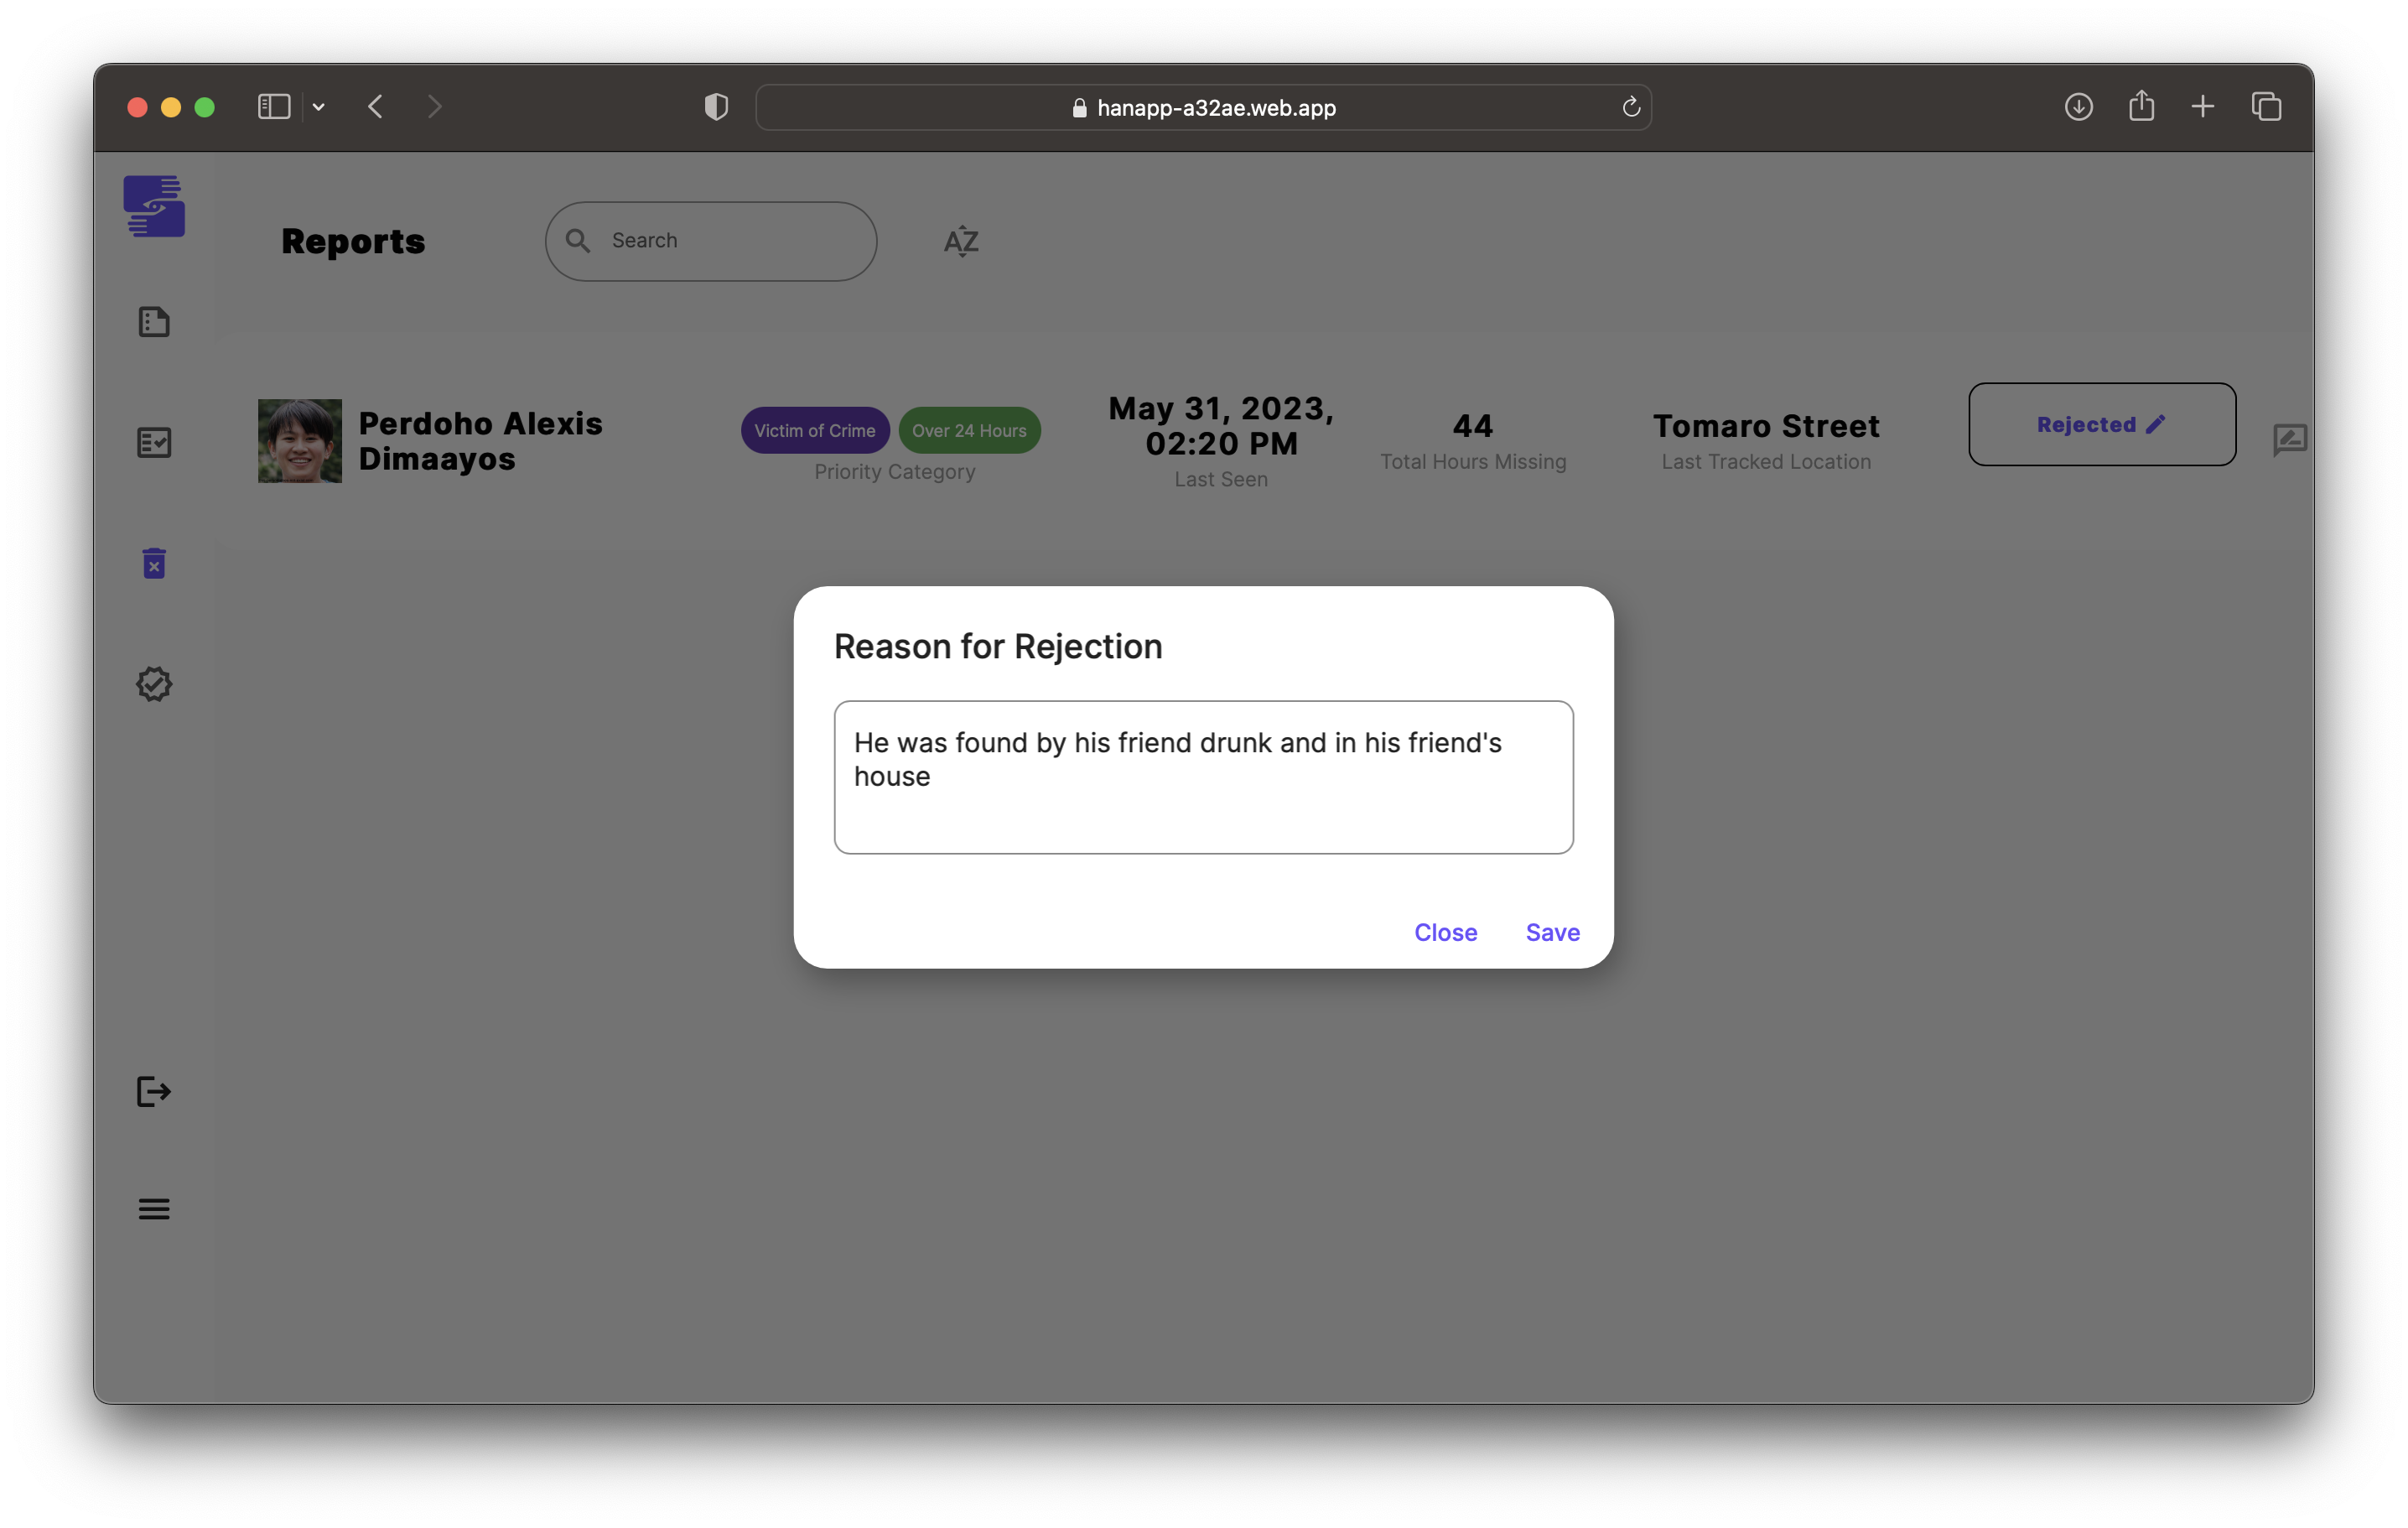 hanapp-a32ae.web.app
Reports
Search
AZ
Perdoho Alexis
Dimaayos
Victim of Crime
Over 24 Hours
Priority Category
May 31, 2023,
02:20 PM
Last Seen
44
Total Hours Missing
Tomaro Street
Last Tracked Location
Rejected
Reason for Rejection
He was found by his friend drunk and in his friend's
house
Close
Save